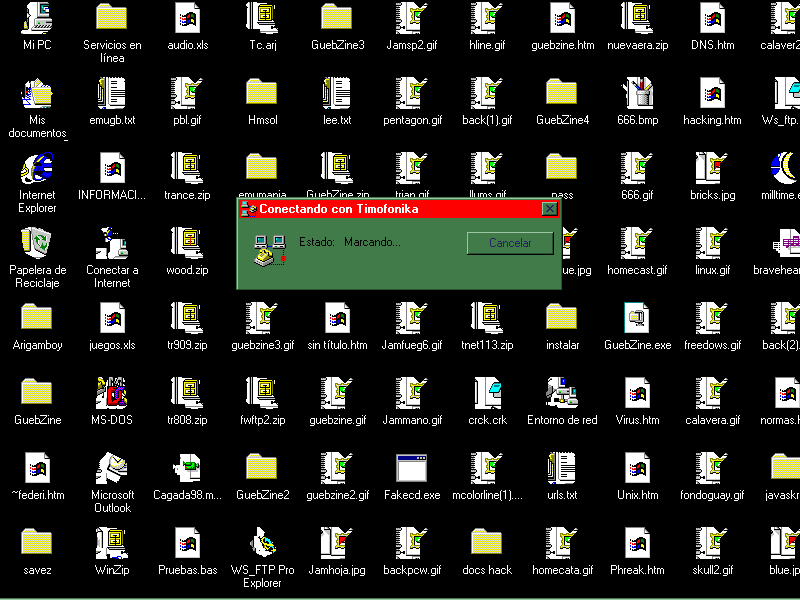 Mi PC
Servicios en
línea
audio.xls
Tc.arj
GuebZine3
Jamsp2.gif
hline.gif
guebzine.htm
nuevaera.zip
DNS.htm
calaver2
Mis
documentos_
emugb.txt
pbl.gif
Hmsol
lee.txt
pentagon.gif
back(1).gif
GuebZine4
666.bmp
hacking.htm
Ws_ftp.
Internet
Explorer
INFORMACI...
trance.zip
emumania
GuebZine.zip
trian.gif
llums.gif
pass
666.gif
bricks.jpg
milltime.e
Conectando con Timofonika
Estado: Marcando...
Cancelar
Papelera de
Reciclaje
Conectar a
Internet
wood.zip
ue.jpg
homecast.gif
linux.gif
bravehear
Arigamboy
juegos.xls
tr909.zip
guebzine3.gif
sin título.htm
Jamfueg6.gif
tnet113.zip
instalar
GuebZine.exe
freedows.gif
back(2).
GuebZine
MS-DOS
tr808.zip
fwftp2.zip
guebzine.gif
Jammano.gif
crck.crk
Entorno de red
Virus.htm
calavera.gif
normas.h
~federi.htm
Microsoft
Outlook
Cagada98.m...
GuebZine2
guebzine2.gif
Fakecd.exe
mcolorline(1)....
urls.txt
Unix.htm
fondoguay.gif
javaskr
savez
WinZip
Pruebas.bas
WS_FTP Pro
Explorer
Jamhoja.jpg
backpcw.gif
docs hack
homecata.gif
Phreak.htm
skull2.gif
blue.jp